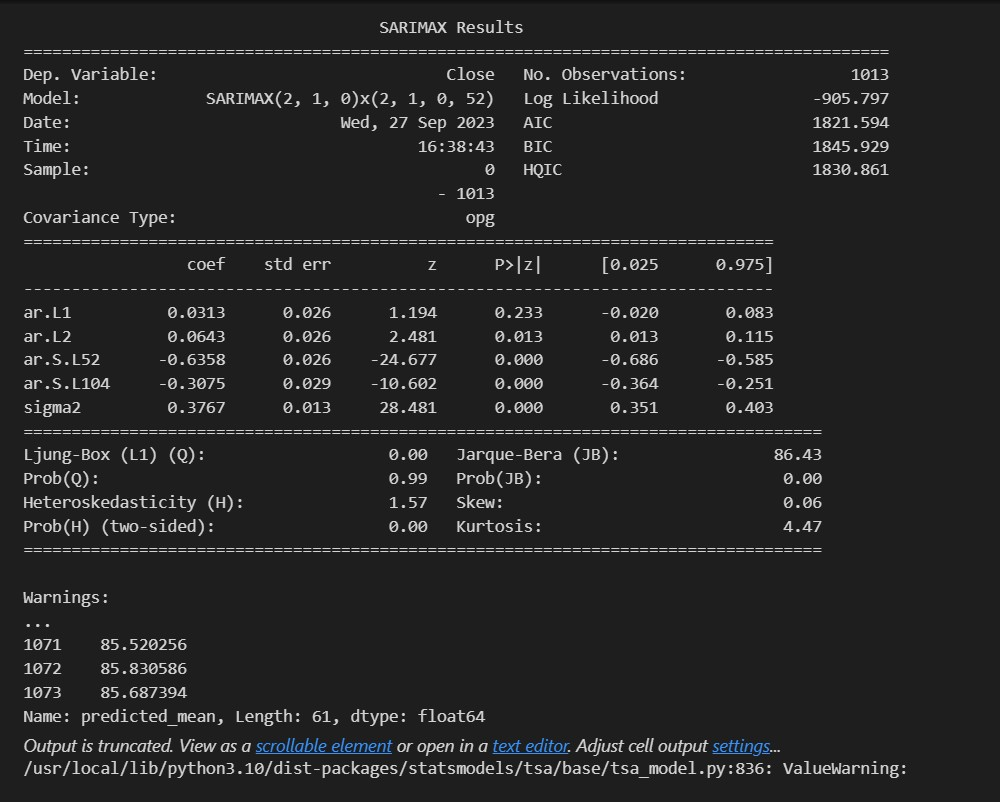 SARIMAX Results
==========================================================================================
Dep. Variable: Close No. Observations: 1013
Model: SARIMAX(2, 1, 0)x(2, 1, 0, 52) Log Likelihood -905.797
Date: Wed, 27 Sep 2023 AIC 1821.594
Time: 16:38:43 BIC 1845.929
Sample: 0 HQIC 1830.861
- 1013
Covariance Type: opg
==============================================================================
coef std err z P>|z| [0.025 0.975]
------------------------------------------------------------------------------
ar.L1 0.0313 0.026 1.194 0.233 -0.020 0.083
ar.L2 0.0643 0.026 2.481 0.013 0.013 0.115
ar.S.L52 -0.6358 0.026 -24.677 0.000 -0.686 -0.585
ar.S.L104 -0.3075 0.029 -10.602 0.000 -0.364 -0.251
sigma2 0.3767 0.013 28.481 0.000 0.351 0.403
===================================================================================
Ljung-Box (L1) (Q): 0.00 Jarque-Bera (JB): 86.43
Prob(Q): 0.99 Prob(JB): 0.00
Heteroskedasticity (H): 1.57 Skew: 0.06
Prob(H) (two-sided): 0.00 Kurtosis: 4.47
===================================================================================
Warnings:
...
1071 85.520256
1072 85.830586
1073 85.687394
Name: predicted_mean, Length: 61, dtype: float64
Output is truncated. View as a scrollable element or open in a text editor. Adjust cell output settings...
/usr/local/lib/python3.10/dist-packages/statsmodels/tsa/base/tsa_model.py:836: ValueWarning: